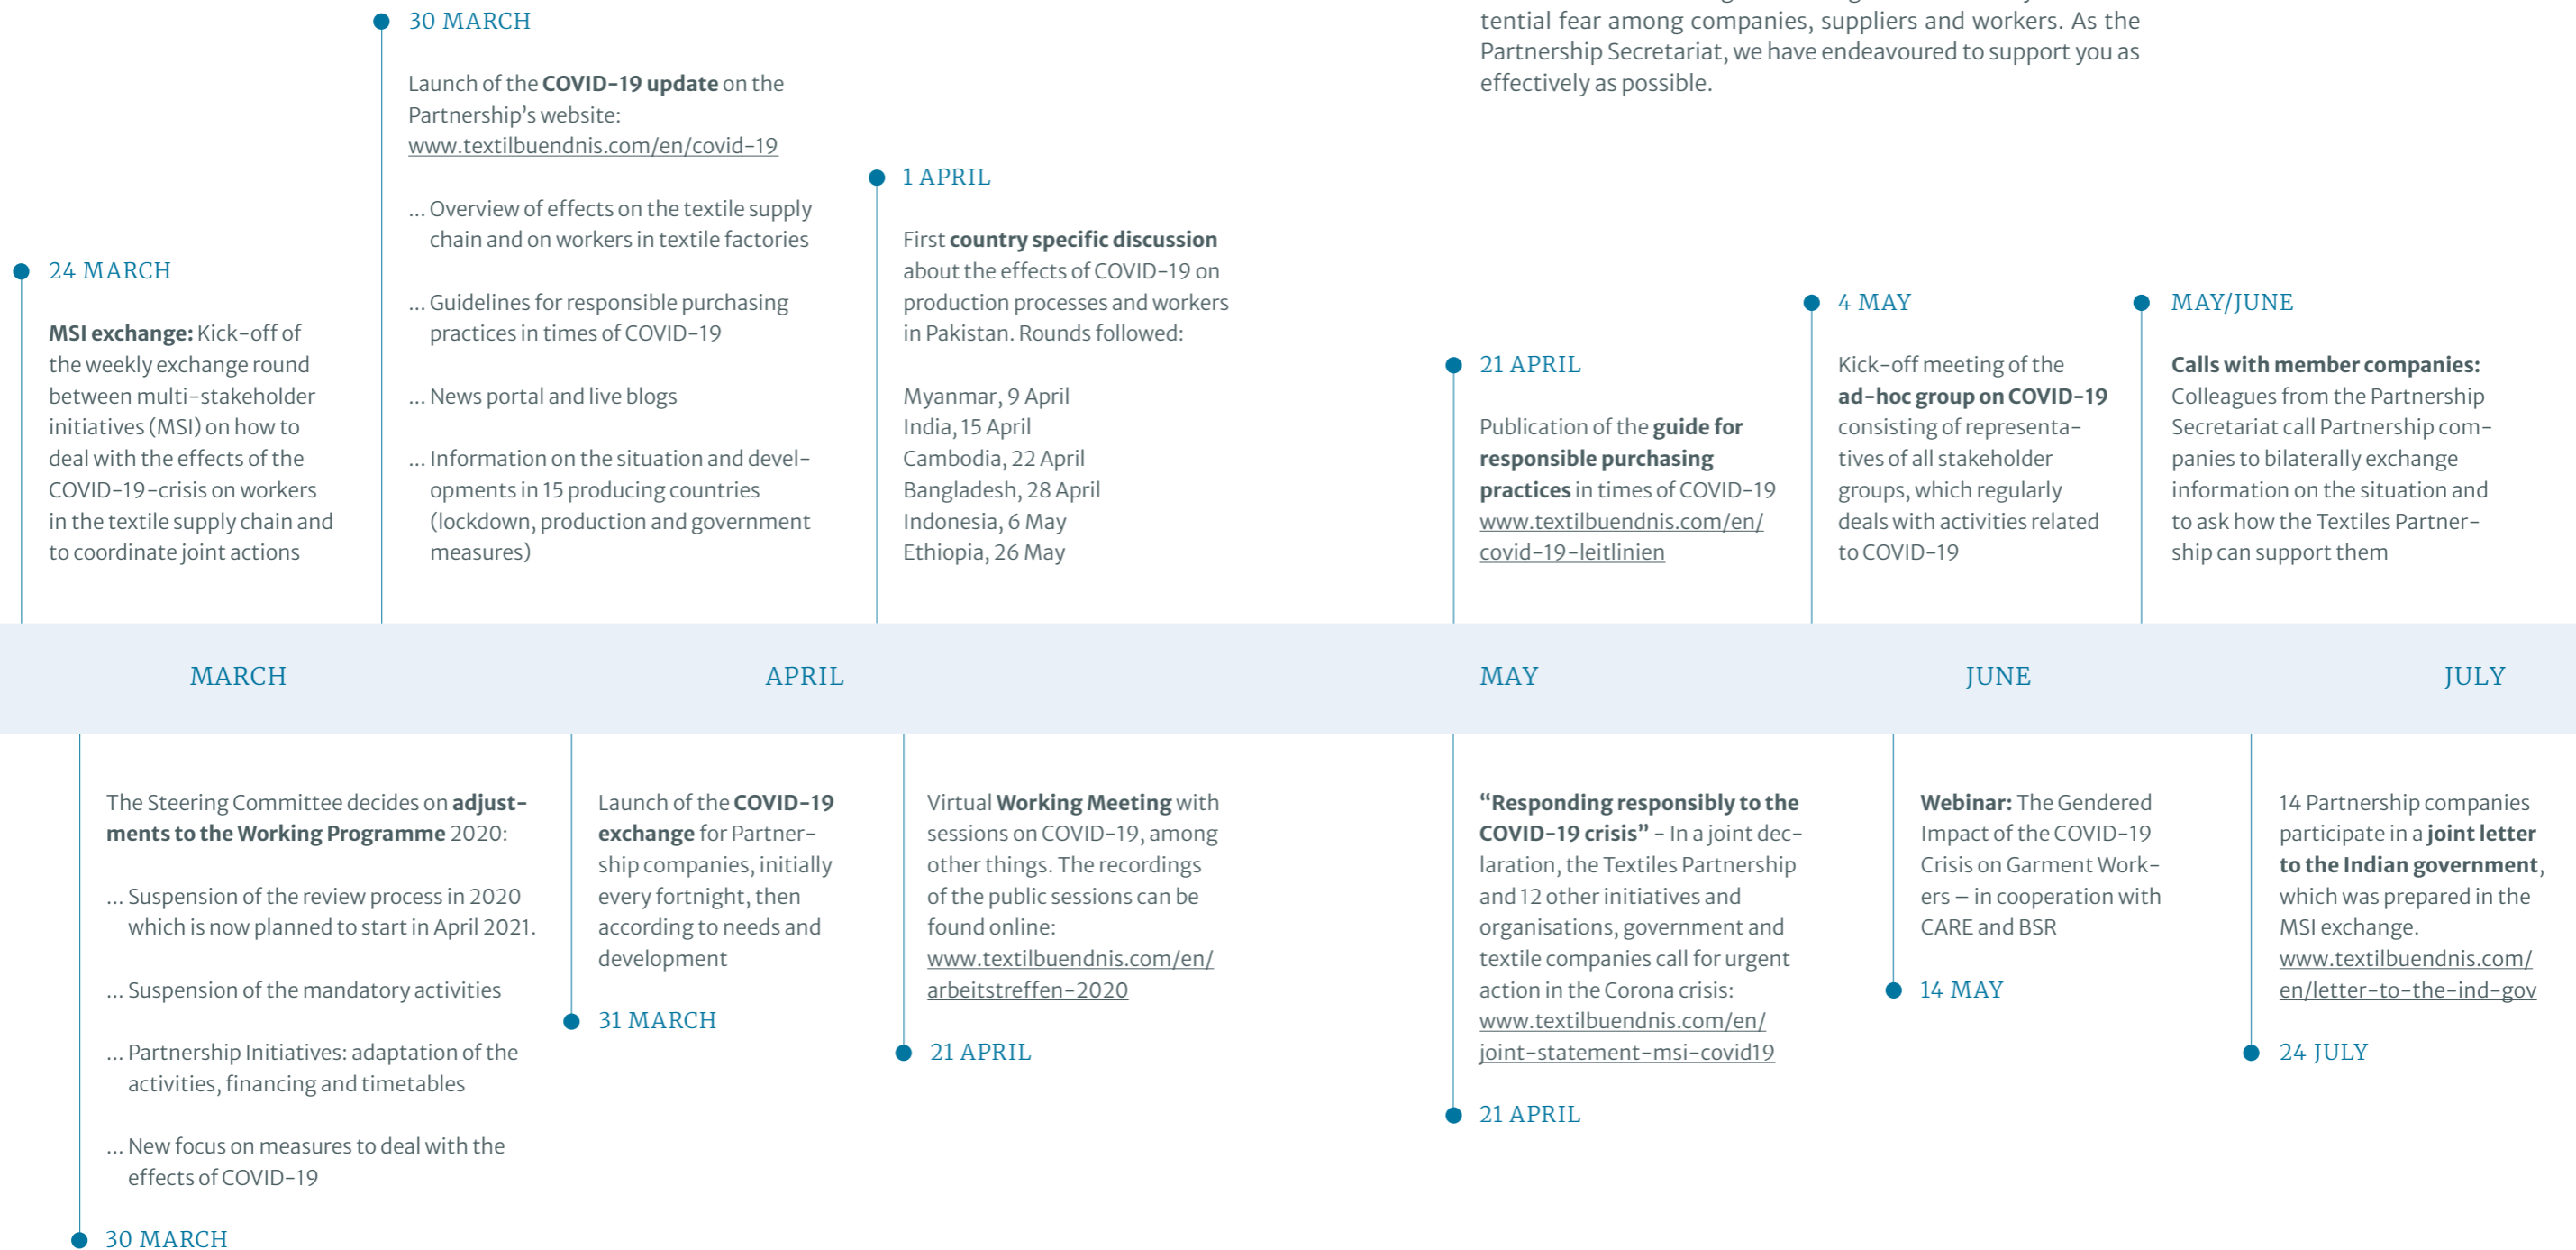 30 MARCH
Launch of the COVID-19 update on the
Partnership's website:
www.textilbuendnis.com/en/covid-19
... Overview of effects on the textile supply
chain and on workers in textile factories
... Guidelines for responsible purchasing
practices in times of COVID-19
... News portal and live blogs
... Information on the situation and devel-
opments in 15 producing countries
(lockdown, production and government
measures)
tential fear among companies, suppliers and workers. As the
Partnership Secretariat, we have endeavoured to support you as
effectively as possible.
24 MARCH
MSI exchange: Kick-off of
the weekly exchange round
between multi-stakeholder
initiatives (MSI) on how to
deal with the effects of the
COVID-19-crisis on workers
in the textile supply chain and
to coordinate joint actions
1 APRIL
First country specific discussion
about the effects of COVID-19 on
production processes and workers
in Pakistan. Rounds followed:
Myanmar, 9 April
India, 15 April
Cambodia, 22 April
Bangladesh, 28 April
Indonesia, 6 May
Ethiopia, 26 May
21 APRIL
Publication of the guide for
responsible purchasing
practices in times of COVID-19
www.textilbuendnis.com/en/
covid-19-leitlinien
4 MAY
Kick-off meeting of the
ad-hoc group on COVID-19
consisting of representa-
tives of all stakeholder
groups, which regularly
deals with activities related
to COVID-19
MAY/JUNE
Calls with member companies:
Colleagues from the Partnership
Secretariat call Partnership com-
panies to bilaterally exchange
information on the situation and
to ask how the Textiles Partner-
ship can support them
MARCH
APRIL
MAY
JUNE
JULY
The Steering Committee decides on adjust-
ments to the Working Programme 2020:
... Suspension of the review process in 2020
which is now planned to start in April 2021.
... Suspension of the mandatory activities
... Partnership Initiatives: adaptation of the
activities, financing and timetables
... New focus on measures to deal with the
effects of COVID-19
30 MARCH
Launch of the COVID-19
exchange for Partner-
ship companies, initially
every fortnight, then
according to needs and
development
31 MARCH
Virtual Working Meeting with
sessions on COVID-19, among
other things. The recordings
of the public sessions can be
found online:
www.textilbuendnis.com/en/
arbeitstreffen-2020
21 APRIL
“Responding responsibly to the
COVID-19 crisis” - In a joint dec-
laration, the Textiles Partnership
and 12 other initiatives and
organisations, government and
textile companies call for urgent
action in the Corona crisis:
www.textilbuendnis.com/en/
joint-statement-msi-covid19
21 APRIL
Webinar: The Gendered
Impact of the COVID-19
Crisis on Garment Work-
ers – in cooperation with
CARE and BSR
14 MAY
14 Partnership companies
participate in a joint letter
to the Indian government,
which was prepared in the
MSI exchange.
www.textilbuendnis.com/
en/letter-to-the-ind-gov
24 JULY